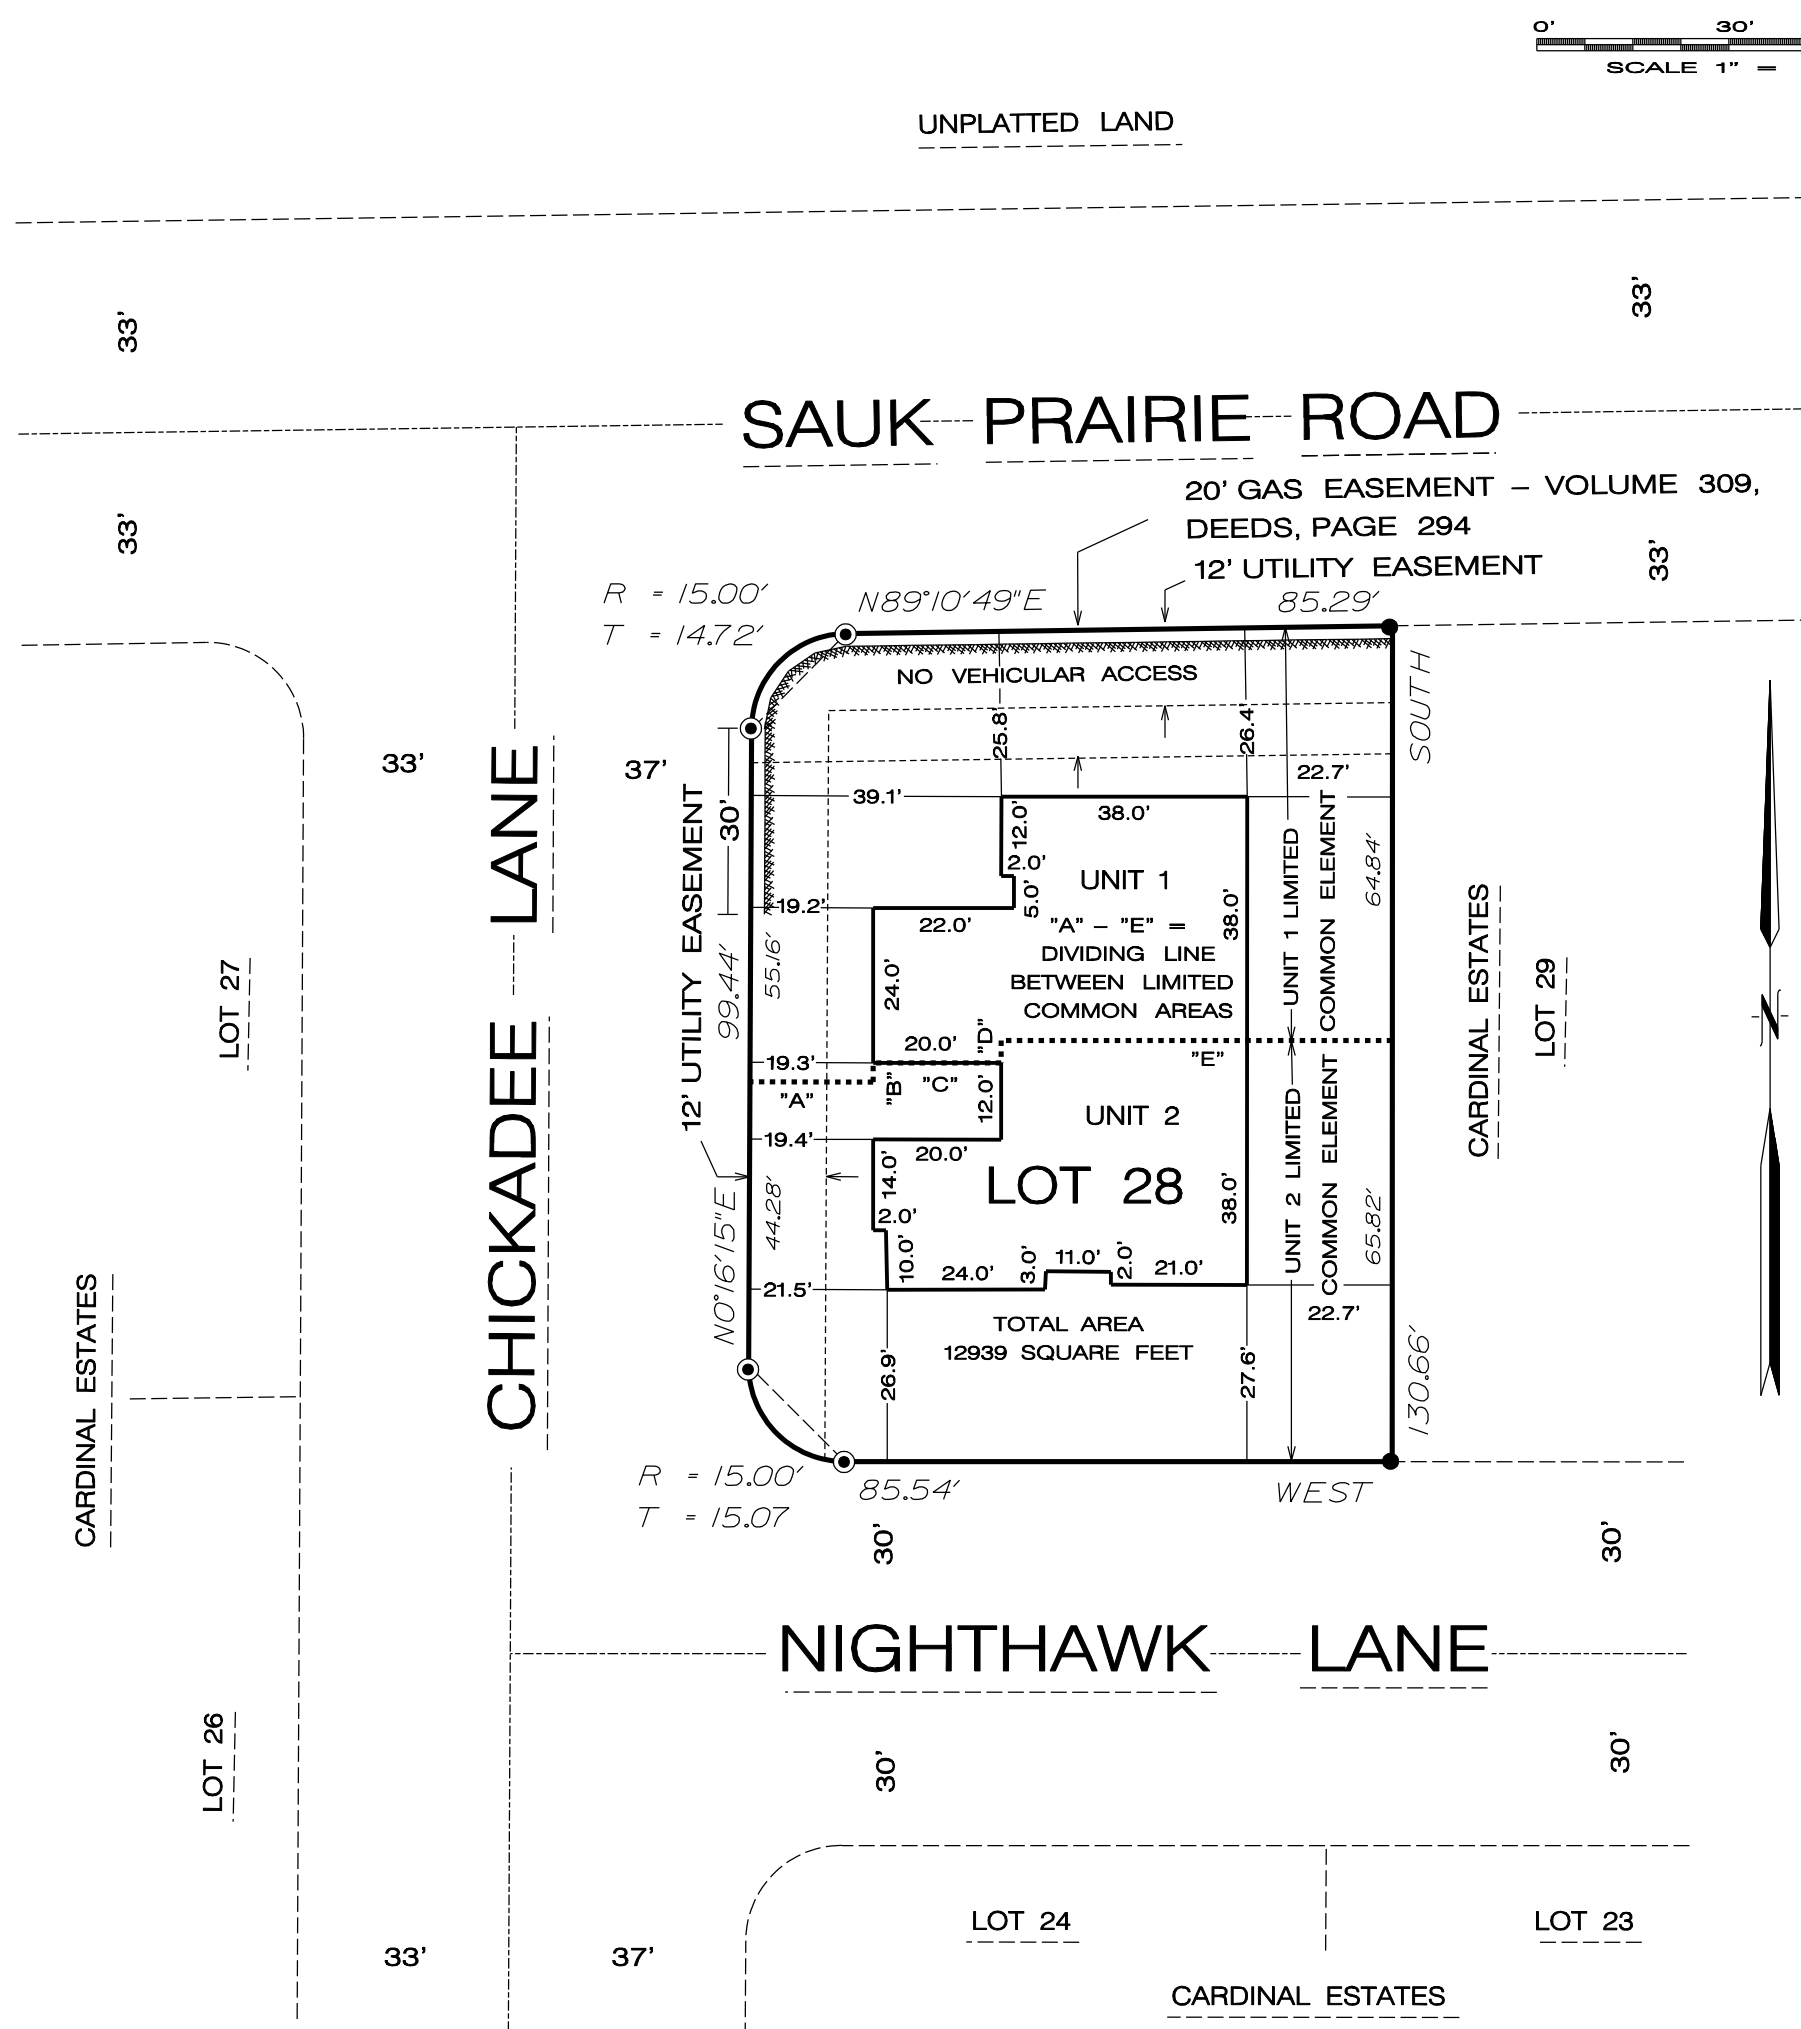 0' 30'
SCALE 1" =
UNPLATTED LAND
33'
33'
SAUK PRAIRIE ROAD
20' GAS EASEMENT – VOLUME 309,
DEEDS, PAGE 294
33'
12' UTILITY EASEMENT
33'
R = 15.00'
T = 14.72'
N89°10'49"E
85.29'
NO VEHICULAR ACCESS
SOUTH
25.8'
26.4'
33'
37'
22.7'
39.1'
38.0'
30'
12.0'
2.0'
5.0'
UNIT 1
19.2'
22.0'
38.0'
"A" – "E" =
DIVIDING LINE
BETWEEN LIMITED
COMMON AREAS
UNIT 1 LIMITED
COMMON ELEMENT
64.84'
12' UTILITY EASEMENT
99.44'
55.16'
24.0'
20.0'
"D"
"E"
19.3'
"A"
"B"
"C"
12.0'
UNIT 2
CHICKADEE LANE
LOT 27
CARDINAL ESTATES
LOT 29
N
19.4'
20.0'
LOT 28
14.0'
2.0'
10.0'
44.28'
N0°16'15"E
38.0'
UNIT 2 LIMITED
COMMON ELEMENT
65.82'
24.0'
3.0'
11.0'
2.0'
21.0'
21.5'
22.7'
TOTAL AREA
12939 SQUARE FEET
26.9'
27.6'
130.66'
CARDINAL ESTATES
R = 15.00'
T = 15.07
85.54'
WEST
30'
30'
NIGHTHAWK LANE
LOT 26
30'
30'
33'
37'
LOT 24
LOT 23
CARDINAL ESTATES